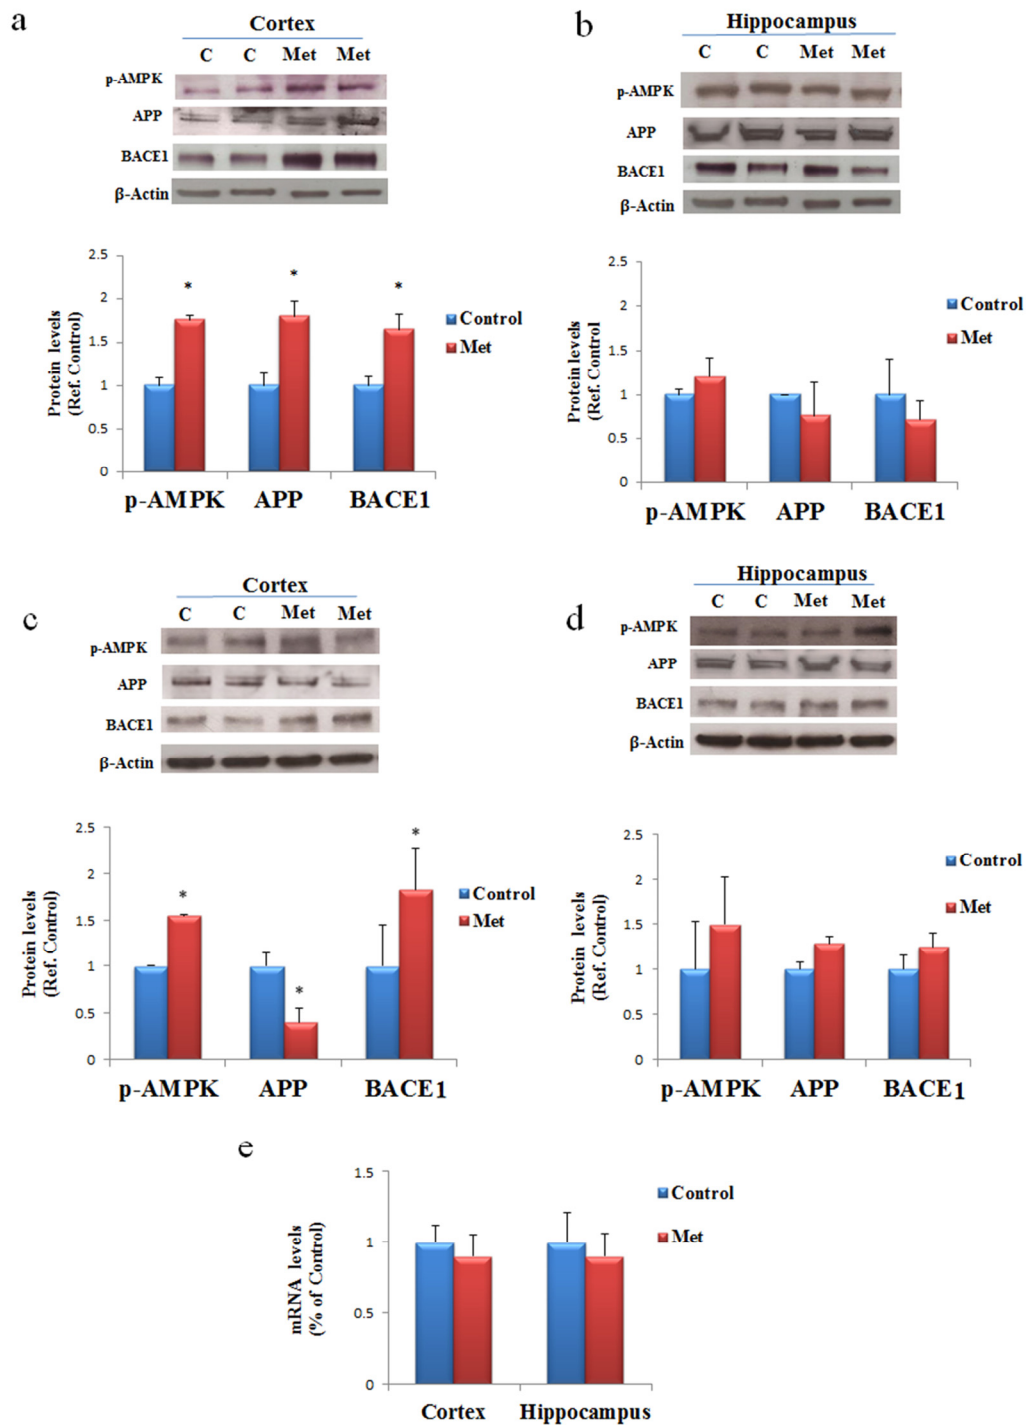 a
Cortex
C C Met Met
p-AMPK
APP
BACE1
β-Actin
2.5
2
1.5
1
0.5
0
Protein levels
(Ref. Control)
* * *
Control
Met
p-AMPK APP BACE1
b
Hippocampus
C C Met Met
p-AMPK
APP
BACE1
β-Actin
2.5
2
1.5
1
0.5
0
Protein levels
(Ref. Control
Control
Met
p-AMPK APP BACE1
c
Cortex
C C Met Met
p-AMPK
APP
BACE1
β-Actin
2.5
2
1.5
1
0.5
0
Protein levels
(Ref. Control)
* * *
Control
Met
p-AMPK APP BACE1
d
Hippocampus
C C Met Met
p-AMPK
APP
BACE1
β-Actin
2.5
2
1.5
1
0.5
0
Protein levels
(Ref. Control)
Control
Met
p-AMPK APP BACE1
e
1.5
1
0.5
0
mRNA levels
(% of Control)
Control
Met
Cortex Hippocampus